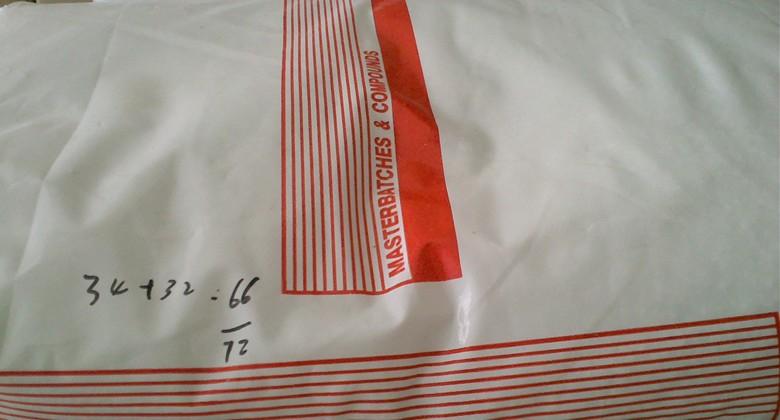 MASTERBATCHES & COMPOUNDS
34+32=66
72